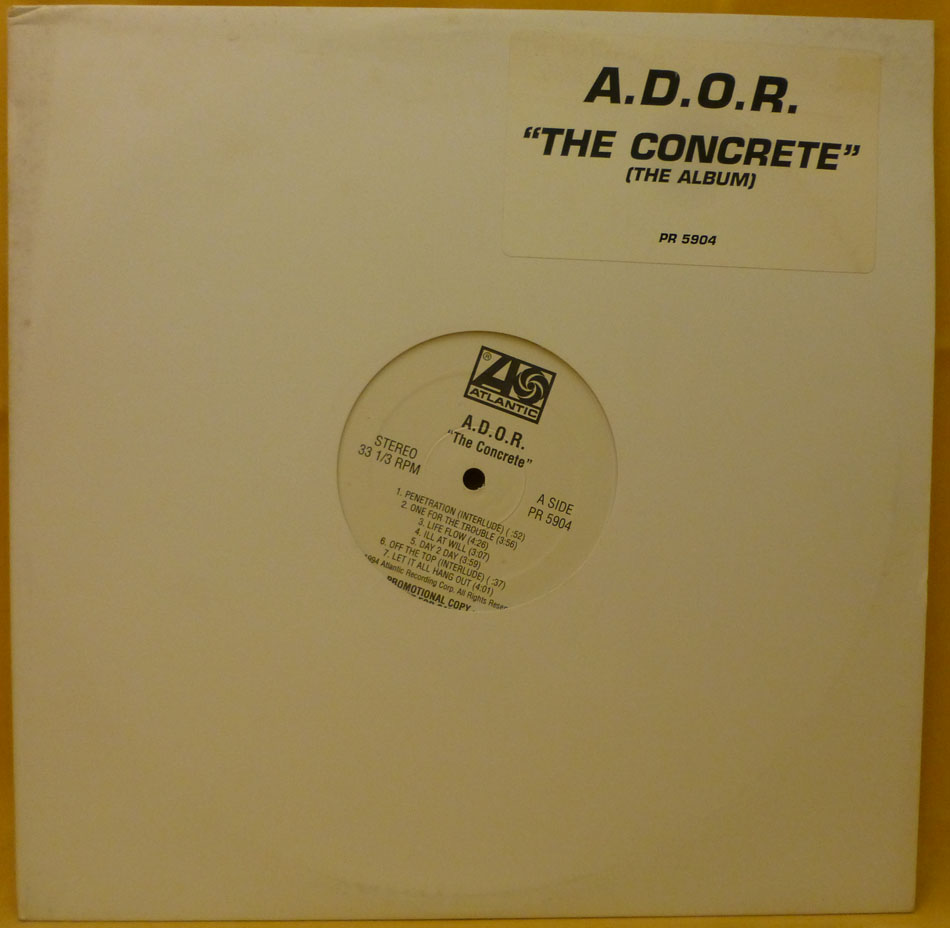 A.D.O.R.
“THE CONCRETE”
(THE ALBUM)
PR 5904
®
ATLANTIC
A.D.O.R.
“The Concrete”
STEREO
33 1/3 RPM
A SIDE
PR 5904
1. PENETRATION (INTERLUDE) ( :52)
2. ONE FOR THE TROUBLE (3:56)
3. LIFE FLOW (4:26)
4. ILL AT WILL (3:07)
5. DAY 2 DAY (3:59)
6. OFF THE TOP (INTERLUDE) ( :37)
7. LET IT ALL HANG OUT (4:01)
1994 Atlantic Recording Corp. All Rights
PROMOTIONAL COPY